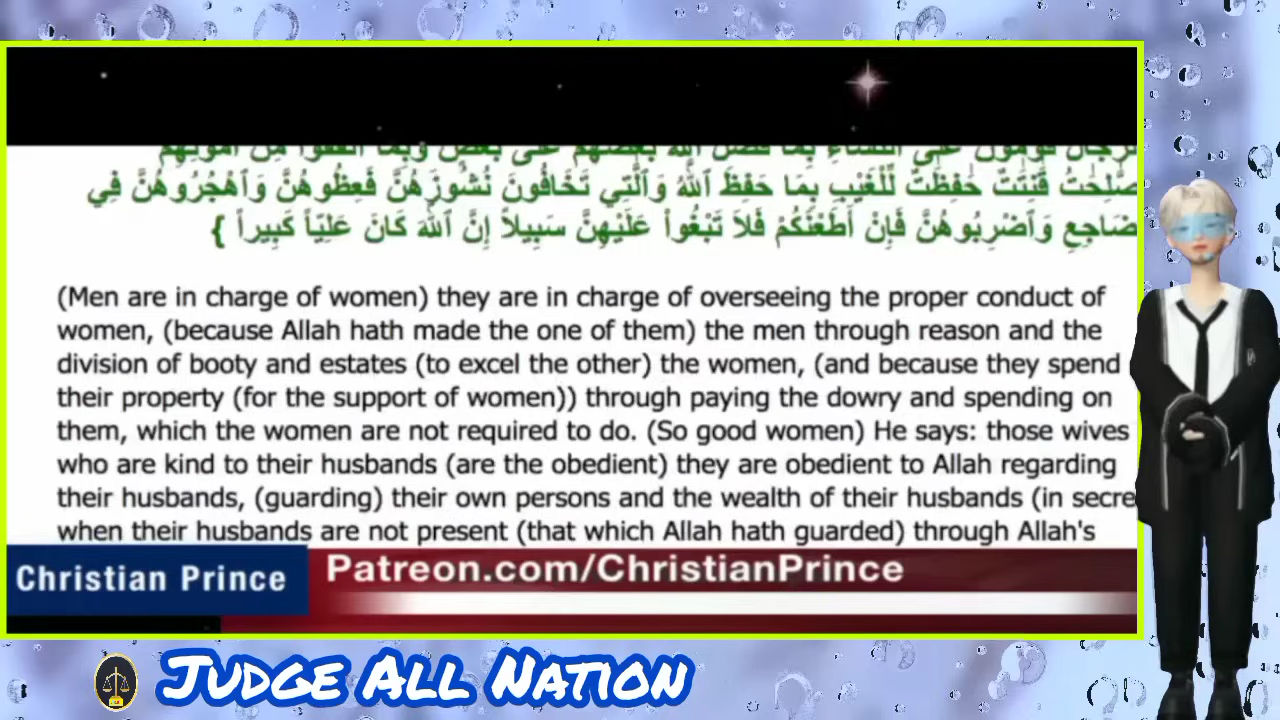 بَعْضَهُمْ عَلَىٰ بَعْضٍ وَبِمَآ أَنْفَقُواْ مِنْ أَمْوَٰلِهِمْ
قَٰنِتَٰتٌ حَٰفِظَٰتٌ لِّلْغَيْبِ بِمَا حَفِظَ ٱللَّهُ وَٱلَّٰتِي تَخَافُونَ نُشُوزَهُنَّ فَعِظُوهُنَّ وَٱهْجُرُوهُنَّ فِي
وَٱضْرِبُوهُنَّ فَإِنْ أَطَعْنَكُمْ فَلاَ تَبْغُواْ عَلَيْهِنَّ سَبِيلاً إِنَّ ٱللَّهَ كَانَ عَلِيّاً كَبِيراً }
(Men are in charge of women) they are in charge of overseeing the proper conduct of
women, (because Allah hath made the one of them) the men through reason and the
division of booty and estates (to excel the other) the women, (and because they spend
their property (for the support of women)) through paying the dowry and spending on
them, which the women are not required to do. (So good women) He says: those wives
who are kind to their husbands (are the obedient) they are obedient to Allah regarding
their husbands, (guarding) their own persons and the wealth of their husbands (in secre
when their husbands are not present (that which Allah hath guarded) through Allah's
Christian Prince
Patreon.com/ChristianPrince
Judge All Nation